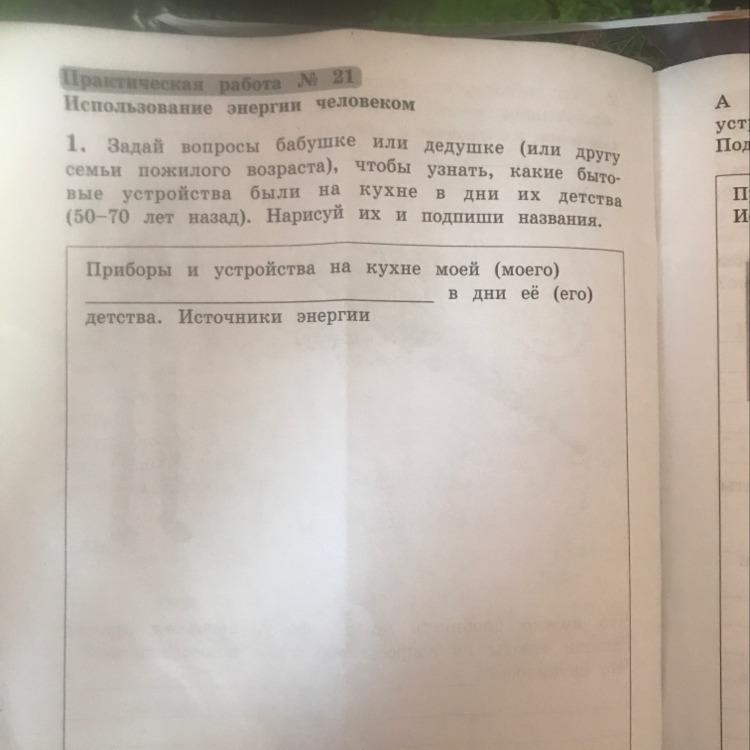 Практическая работа № 21
Использование энергии человеком
1. Задай вопросы бабушке или дедушке (или другу
семьи пожилого возраста), чтобы узнать, какие быто-
вые устройства были на кухне в дни их детства
(50–70 лет назад). Нарисуй их и подпиши названия.
Приборы и устройства на кухне моей (моего)
в дни её (его)
детства. Источники энергии
А